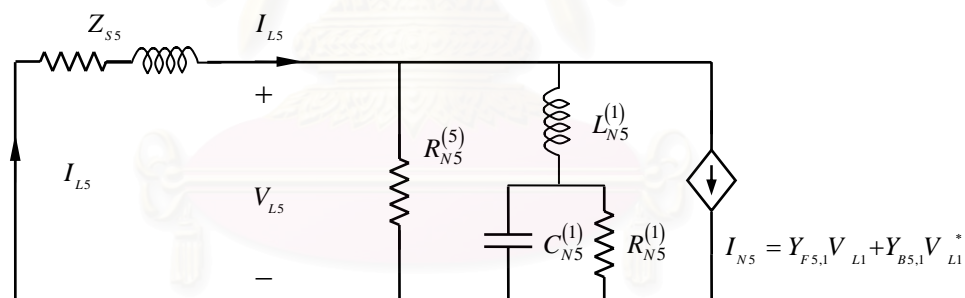 Z_{S5}
I_{L5}
+
L_{N5}^{(1)}
R_{N5}^{(5)}
I_{L5}
V_{L5}
C_{N5}^{(1)}
R_{N5}^{(1)}
I_{N5} = Y_{F5,1} V_{L1} + Y_{B5,1} V_{L1}^{*}
−